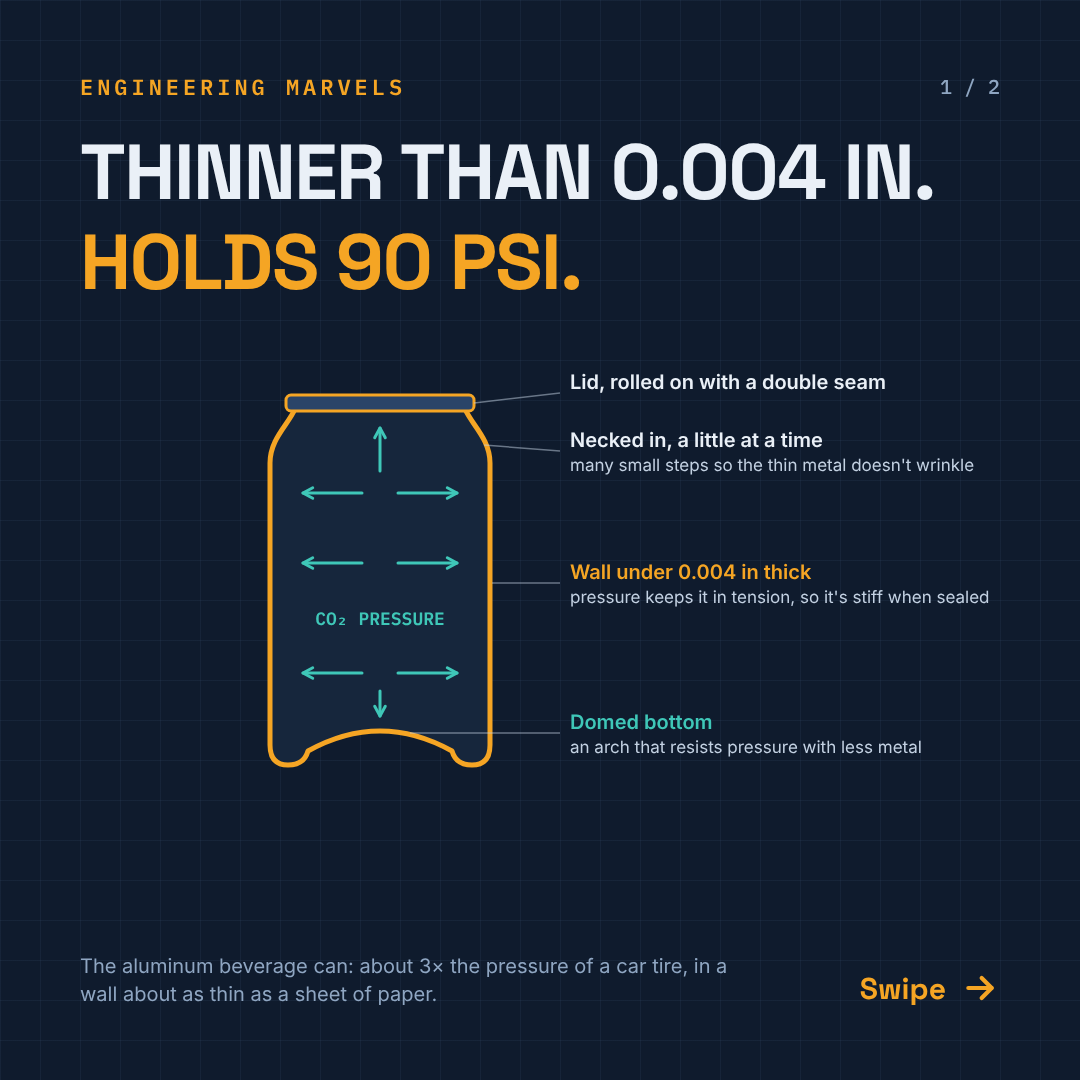 ENGINEERING MARVELS
1 / 2
THINNER THAN 0.004 IN.
HOLDS 90 PSI.
Lid, rolled on with a double seam
Necked in, a little at a time
many small steps so the thin metal doesn't wrinkle
Wall under 0.004 in thick
pressure keeps it in tension, so it's stiff when sealed
CO₂ PRESSURE
Domed bottom
an arch that resists pressure with less metal
The aluminum beverage can: about 3× the pressure of a car tire, in a
wall about as thin as a sheet of paper.
Swipe →